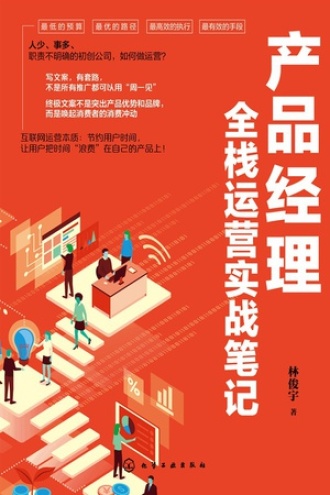 最低的预算 最优的路径 最高效的执行 最有效的手段
人少、事多、
职责不明确的初创公司，如何做运营？
写文案，有套路，
不是所有推广都可以用“周一见”
终极文案不是突出产品优势和品牌，
而是唤起消费者的消费冲动
互联网运营本质：节约用户时间，
让用户把时间“浪费”在自己的产品上！
产品经理
全栈运营实战笔记
林俊宇 著
化学工业出版社